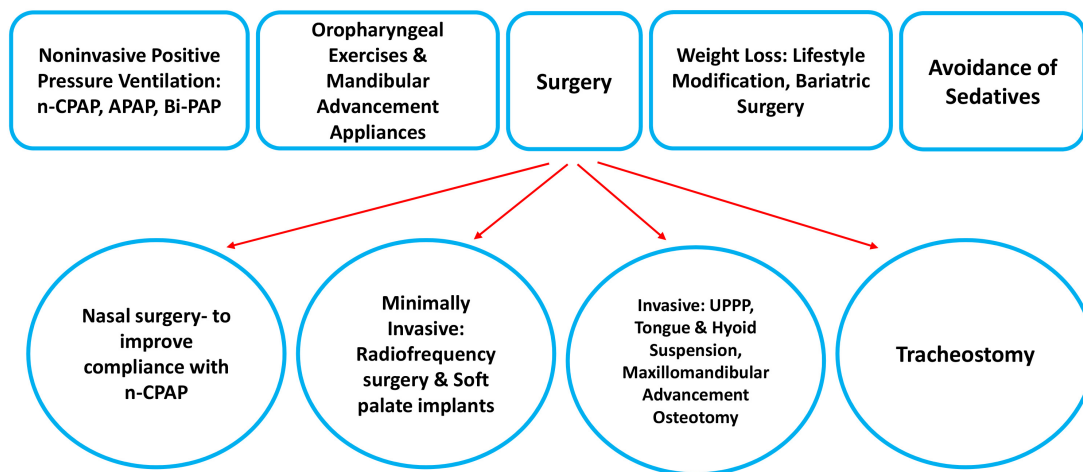 Noninvasive Positive
Pressure Ventilation:
n-CPAP, APAP, Bi-PAP
Oropharyngeal
Exercises &
Mandibular
Advancement
Appliances
Surgery
Weight Loss: Lifestyle
Modification, Bariatric
Surgery
Avoidance of
Sedatives
Nasal surgery- to
improve
compliance with
n-CPAP
Minimally
Invasive:
Radiofrequency
surgery & Soft
palate implants
Invasive: UPPP,
Tongue & Hyoid
Suspension,
Maxillomandibular
Advancement
Osteotomy
Tracheostomy